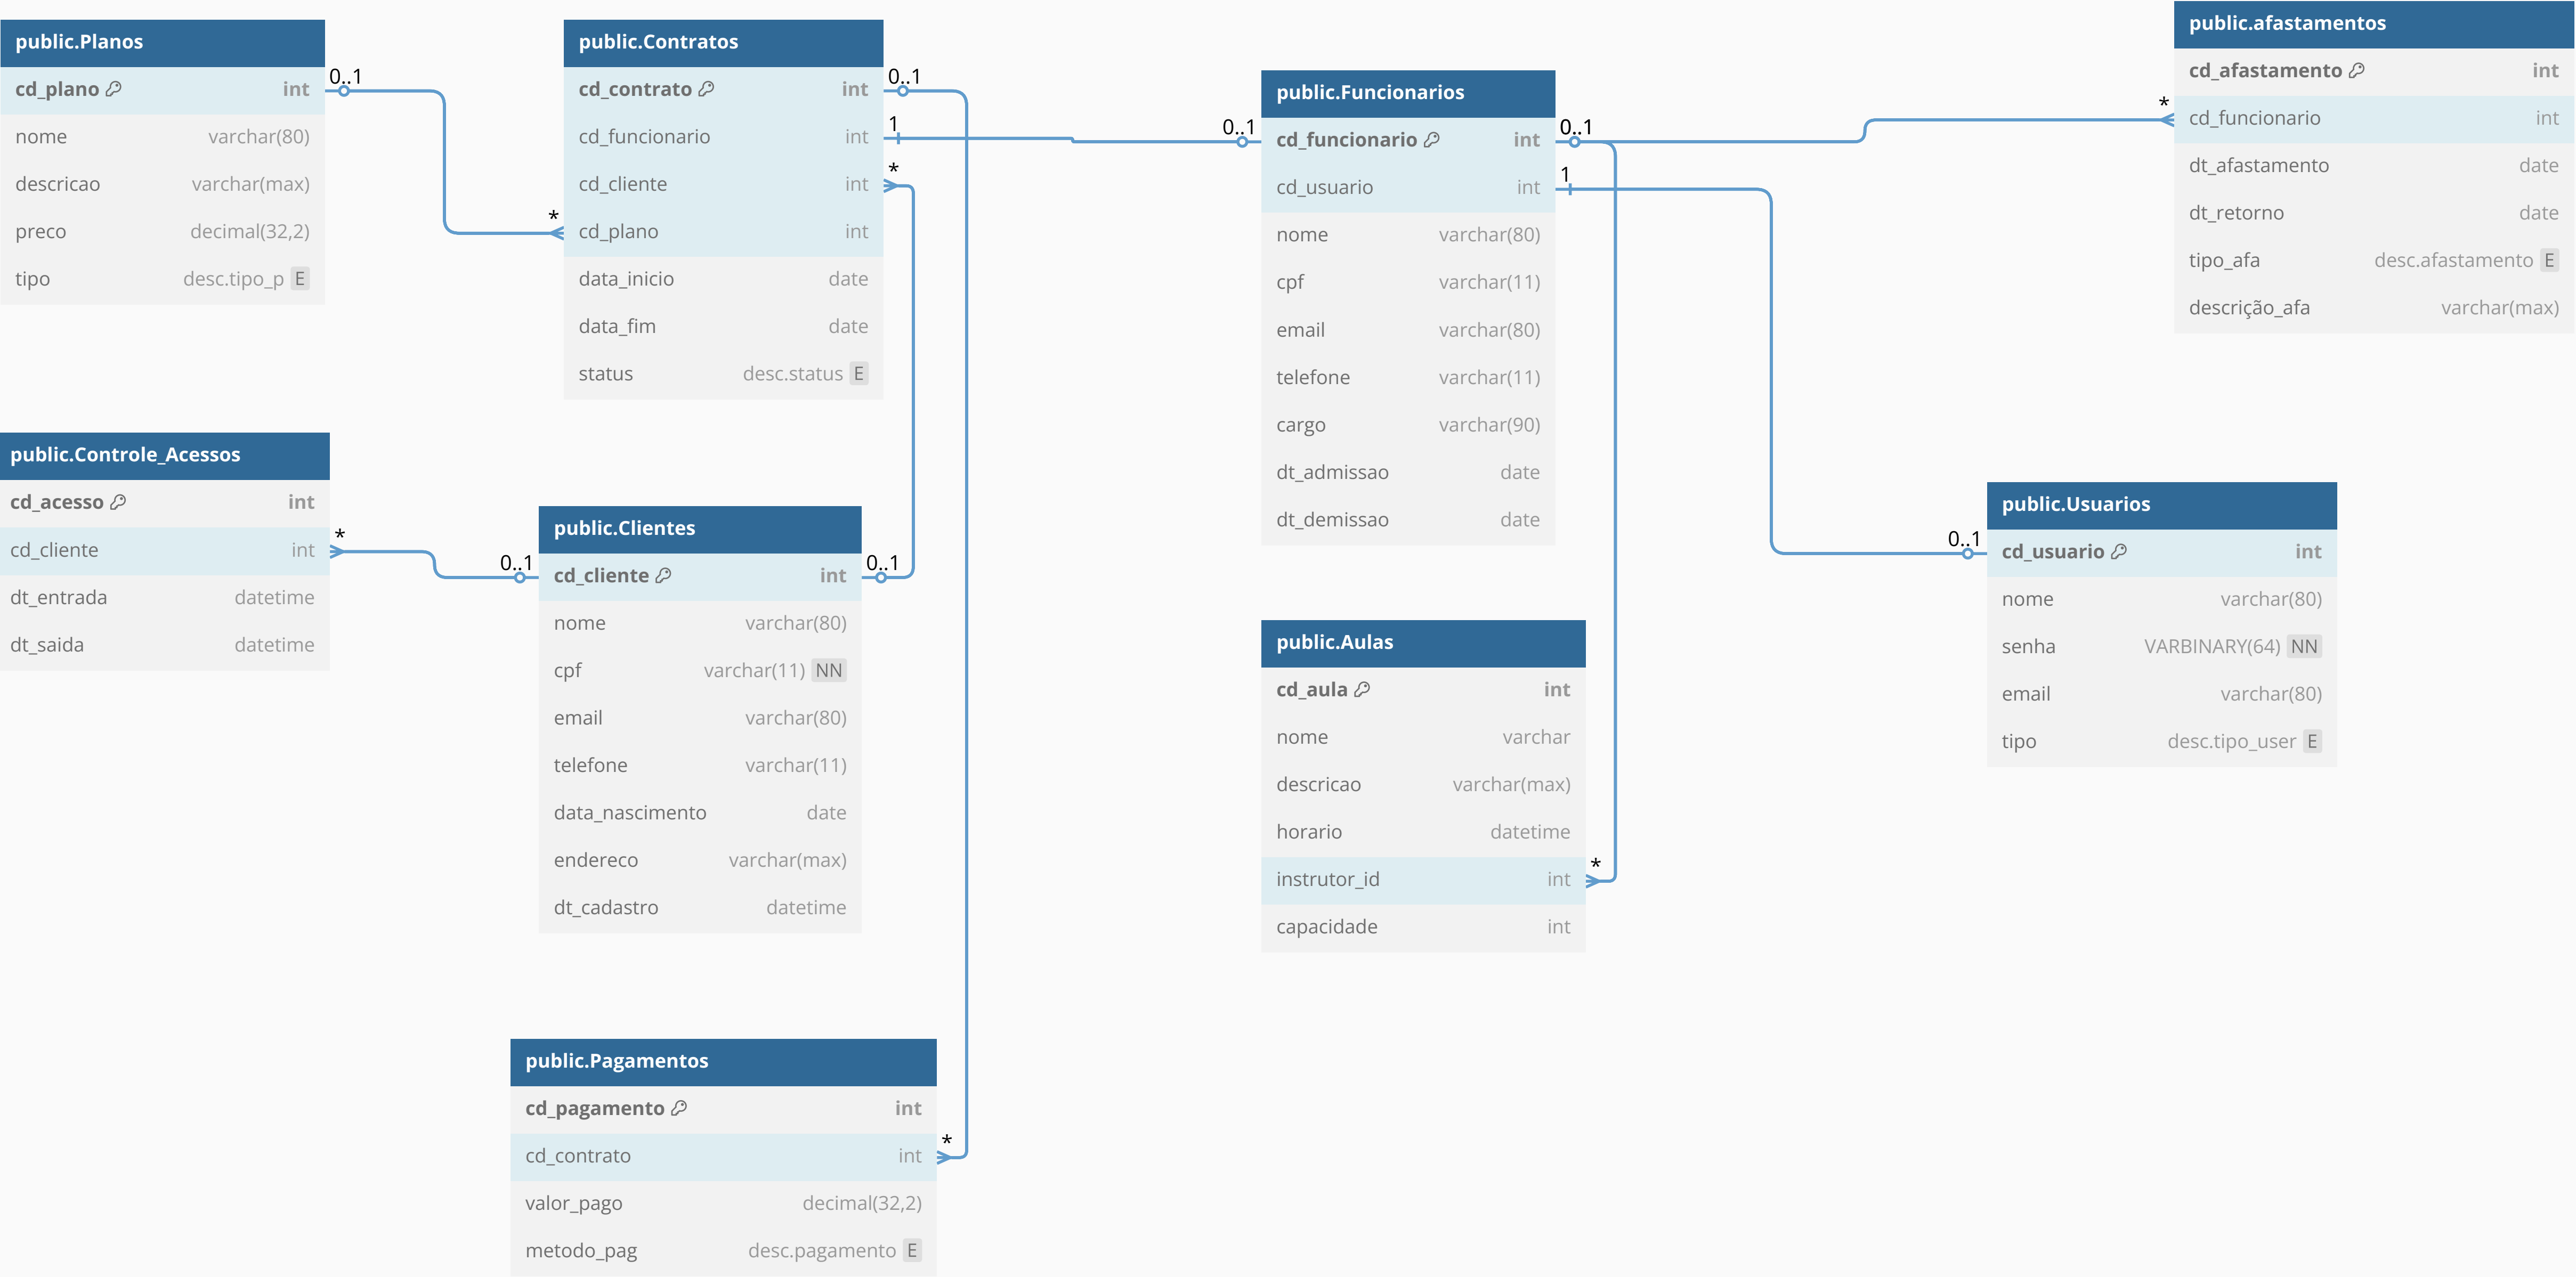 public.Planos
cd_plano int
nome varchar(80)
descricao varchar(max)
preco decimal(32,2)
tipo desc.tipo_p E
0..1
*
public.Contratos
cd_contrato int
cd_funcionario int
cd_cliente int
cd_plano int
data_inicio date
data_fim date
status desc.status E
0..1
1
*
0..1
public.Funcionarios
cd_funcionario int
cd_usuario int
nome varchar(80)
cpf varchar(11)
email varchar(80)
telefone varchar(11)
cargo varchar(90)
dt_admissao date
dt_demissao date
0..1
1
*
public.afastamentos
cd_afastamento int
cd_funcionario int
dt_afastamento date
dt_retorno date
tipo_afa desc.afastamento E
descrição_afa varchar(max)
public.Controle_Acessos
cd_acesso int
cd_cliente int
dt_entrada datetime
dt_saida datetime
*
0..1
public.Clientes
cd_cliente int
nome varchar(80)
cpf varchar(11) NN
email varchar(80)
telefone varchar(11)
data_nascimento date
endereco varchar(max)
dt_cadastro datetime
0..1
public.Aulas
cd_aula int
nome varchar
descricao varchar(max)
horario datetime
instrutor_id int
capacidade int
*
0..1
public.Usuarios
cd_usuario int
nome varchar(80)
senha VARBINARY(64) NN
email varchar(80)
tipo desc.tipo_user E
public.Pagamentos
cd_pagamento int
cd_contrato int
valor_pago decimal(32,2)
metodo_pag desc.pagamento E
*